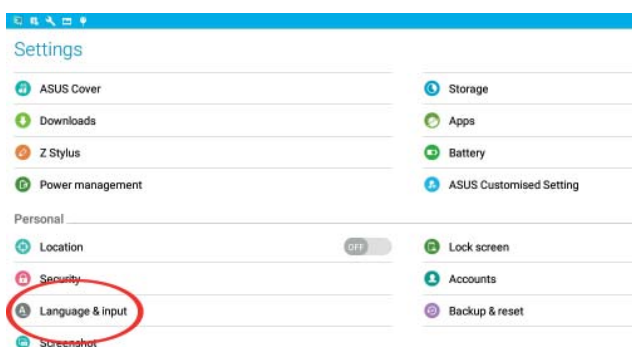 Settings
ASUS Cover
Storage
Downloads
Apps
Z Stylus
Battery
Power management
ASUS Customised Setting
Personal
Location
OFF
Lock screen
Security
Accounts
A Language & input
Backup & reset
Screenshot